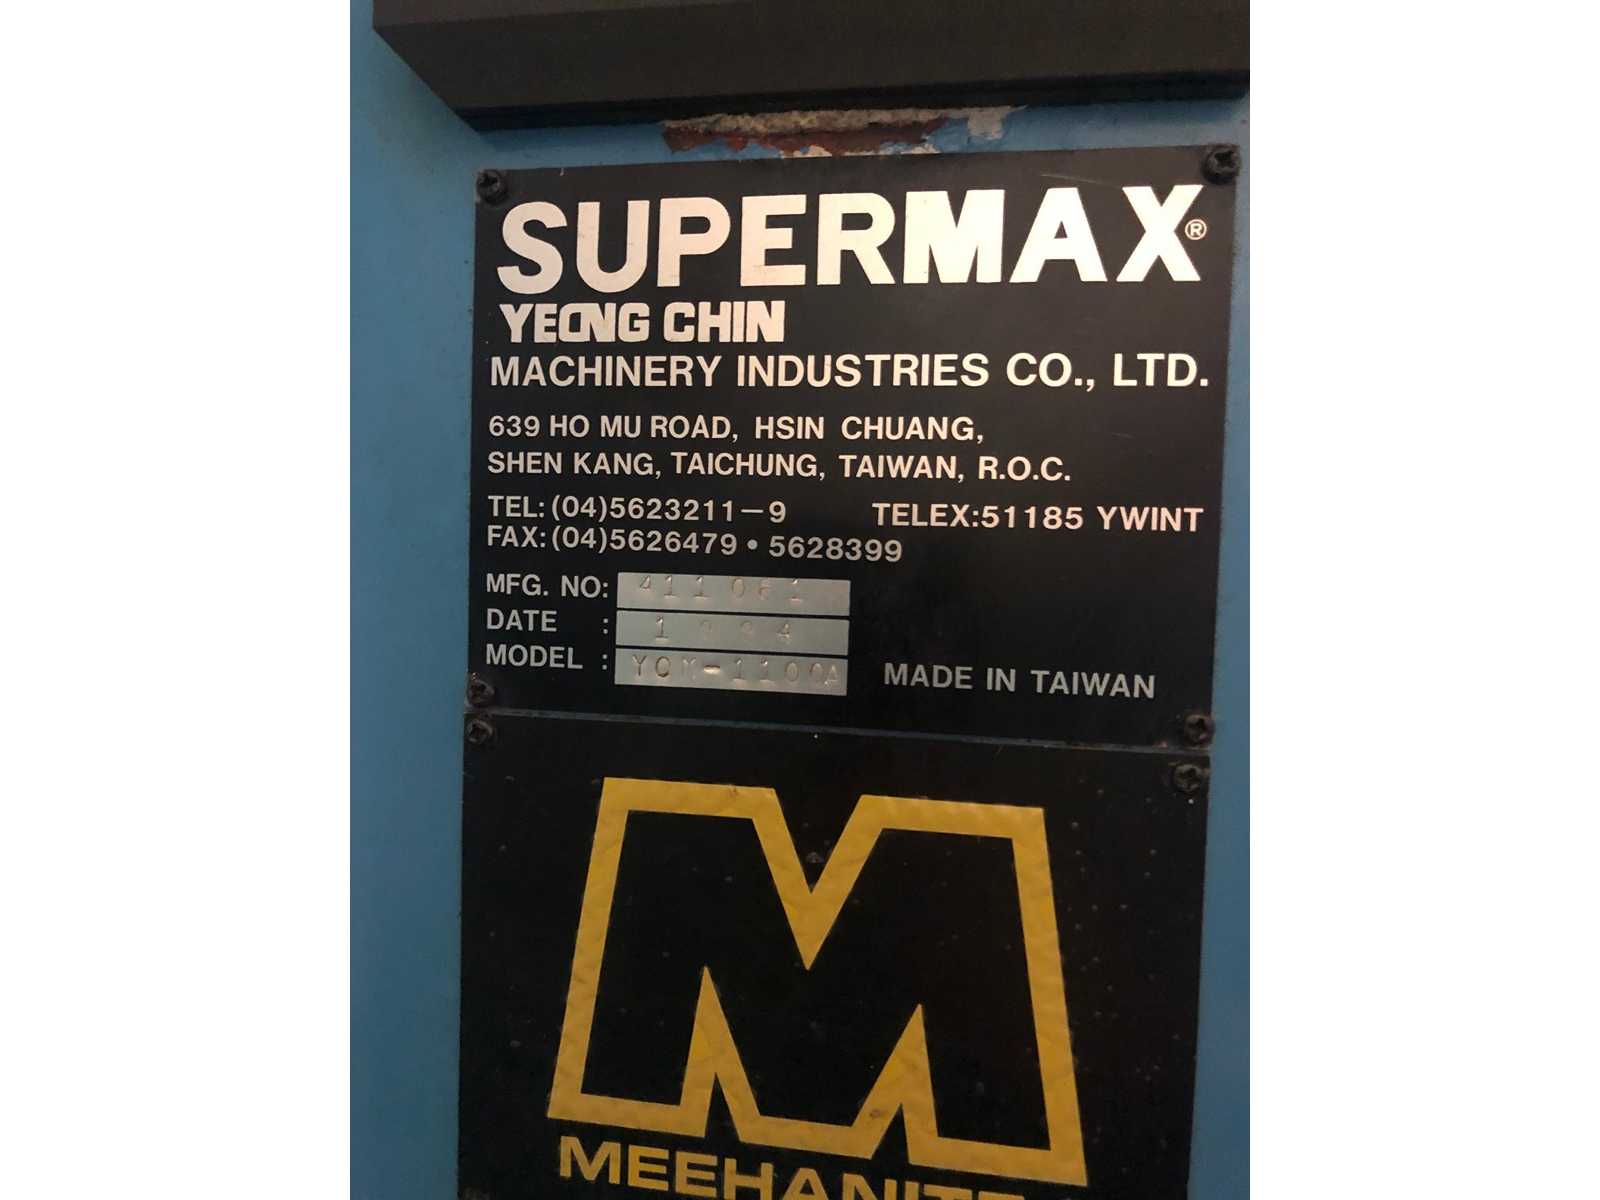 SUPERMAX®
YEONG CHIN
MACHINERY INDUSTRIES CO., LTD.
639 HO MU ROAD, HSIN CHUANG,
SHEN KANG, TAICHUNG, TAIWAN, R.O.C.
TEL:(04)5623211-9 TELEX:51185 YWINT
FAX:(04)5626479 • 5628399
MFG. NO: 411061
DATE : 1994
MODEL : YCM-1100A
MADE IN TAIWAN
M
MEEHANITE